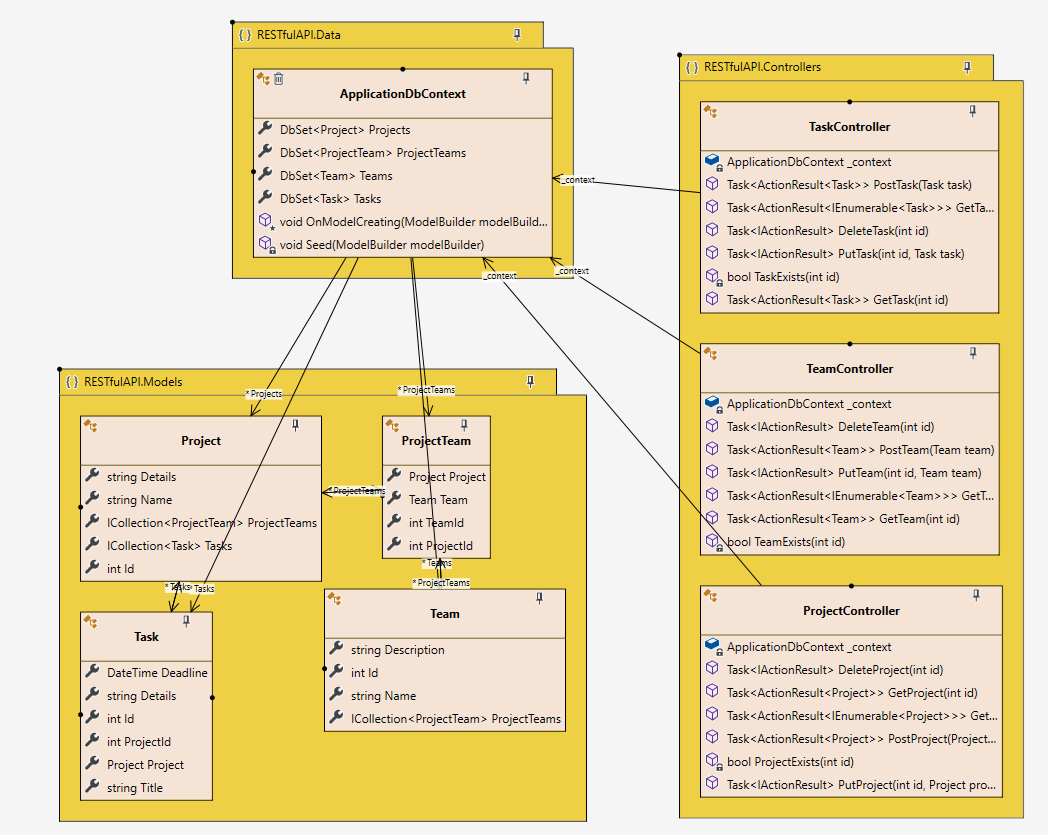 { } RESTfulAPI.Data
ApplicationDbContext
DbSet<Project> Projects
DbSet<ProjectTeam> ProjectTeams
DbSet<Team> Teams
DbSet<Task> Tasks
void OnModelCreating(ModelBuilder modelBuild...
void Seed(ModelBuilder modelBuilder)
{ } RESTfulAPI.Controllers
TaskController
ApplicationDbContext _context
Task<ActionResult<Task>> PostTask(Task task)
Task<ActionResult<IEnumerable<Task>>> GetTa...
Task<IActionResult> DeleteTask(int id)
Task<IActionResult> PutTask(int id, Task task)
bool TaskExists(int id)
Task<ActionResult<Task>> GetTask(int id)
TeamController
ApplicationDbContext _context
Task<IActionResult> DeleteTeam(int id)
Task<ActionResult<Team>> PostTeam(Team team)
Task<IActionResult> PutTeam(int id, Team team)
Task<ActionResult<IEnumerable<Team>>> GetT...
Task<ActionResult<Team>> GetTeam(int id)
bool TeamExists(int id)
ProjectController
ApplicationDbContext _context
Task<IActionResult> DeleteProject(int id)
Task<ActionResult<Project>> GetProject(int id)
Task<ActionResult<IEnumerable<Project>>> Get...
Task<ActionResult<Project>> PostProject(Project...
bool ProjectExists(int id)
Task<IActionResult> PutProject(int id, Project pro...
_context
_context
_context
{ } RESTfulAPI.Models
* Projects
* ProjectTeams
Project
string Details
string Name
ICollection<ProjectTeam> ProjectTeams
ICollection<Task> Tasks
int Id
* ProjectTeams
ProjectTeam
Project Project
Team Team
int TeamId
int ProjectId
* Teams
* ProjectTeams
* Tasks
* Tasks
Task
DateTime Deadline
string Details
int Id
int ProjectId
Project Project
string Title
Team
string Description
int Id
string Name
ICollection<ProjectTeam> ProjectTeams